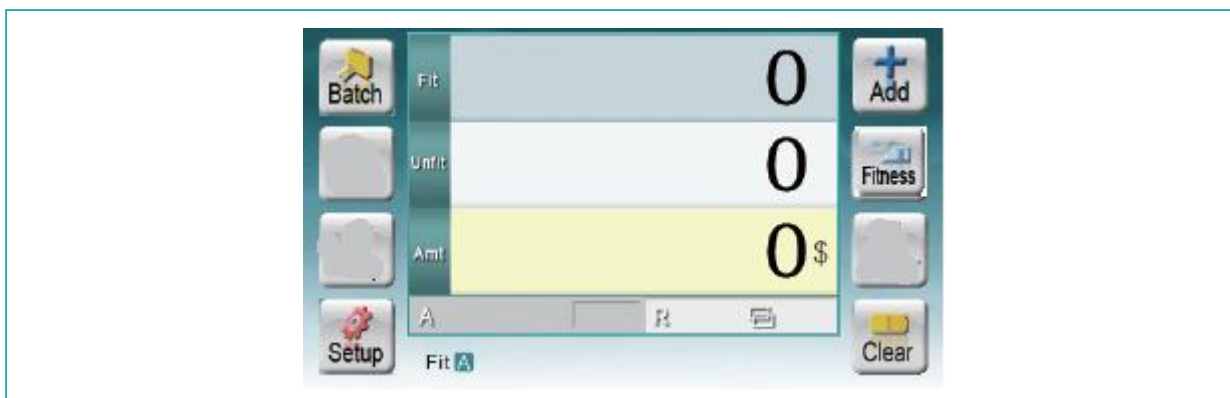 Batch
Fit
0
Add
Unfit
0
Fitness
Amt
0 $
Setup
A
R
Clear
Fit A